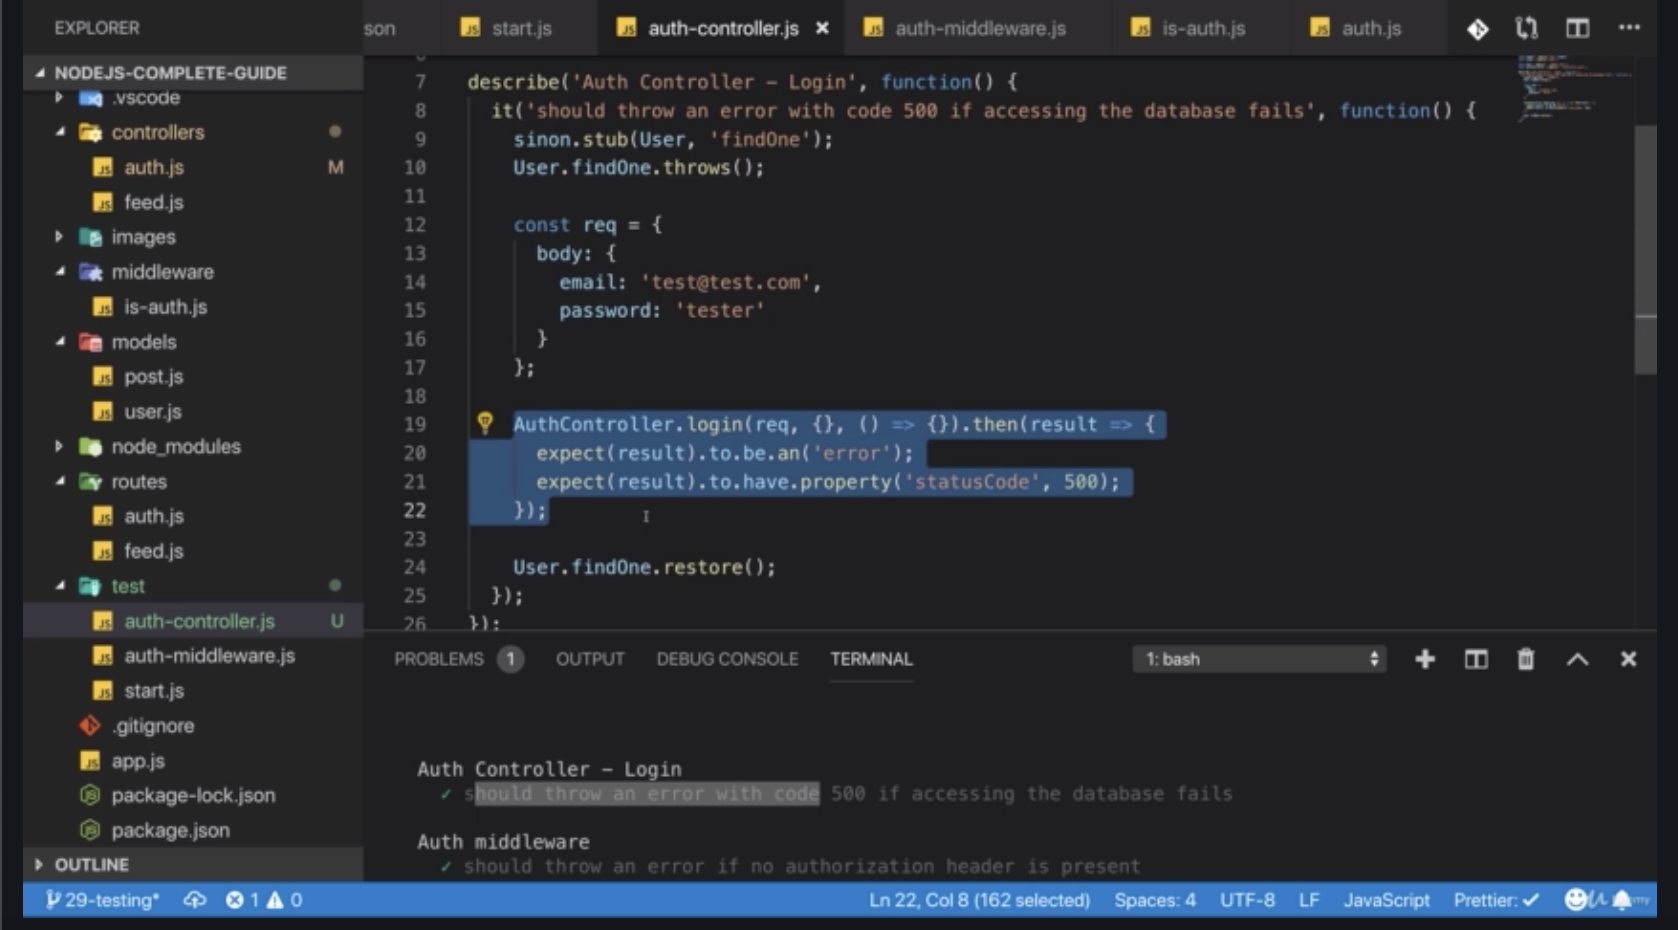 EXPLORER
son
start.js
auth-controller.js
auth-middleware.js
is-auth.js
auth.js
NODEJS-COMPLETE-GUIDE
.vscode
controllers
auth.js M
feed.js
images
middleware
is-auth.js
models
post.js
user.js
node_modules
routes
auth.js
feed.js
test
auth-controller.js U
auth-middleware.js
start.js
.gitignore
app.js
package-lock.json
package.json
OUTLINE
7 describe('Auth Controller – Login', function() {
8 it('should throw an error with code 500 if accessing the database fails', function() {
9 sinon.stub(User, 'findOne');
10 User.findOne.throws();
11
12 const req = {
13 body: {
14 email: 'test@test.com',
15 password: 'tester'
16 }
17 };
18
19 AuthController.login(req, {}, () => {}).then(result => {
20 expect(result).to.be.an('error');
21 expect(result).to.have.property('statusCode', 500);
22 });
23
24 User.findOne.restore();
25 });
26 });
PROBLEMS 1 OUTPUT DEBUG CONSOLE TERMINAL 1: bash
Auth Controller – Login
✓ should throw an error with code 500 if accessing the database fails
Auth middleware
✓ should throw an error if no authorization header is present
29-testing* 1 0 Ln 22, Col 8 (162 selected) Spaces: 4 UTF-8 LF JavaScript Prettier: ✓